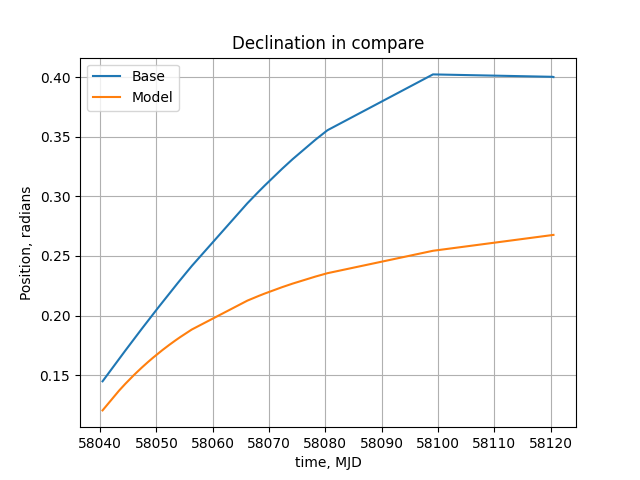 Declination in compare
Base
Model
0.40
0.35
0.30
0.25
0.20
0.15
Position, radians
58040 58050 58060 58070 58080 58090 58100 58110 58120
time, MJD